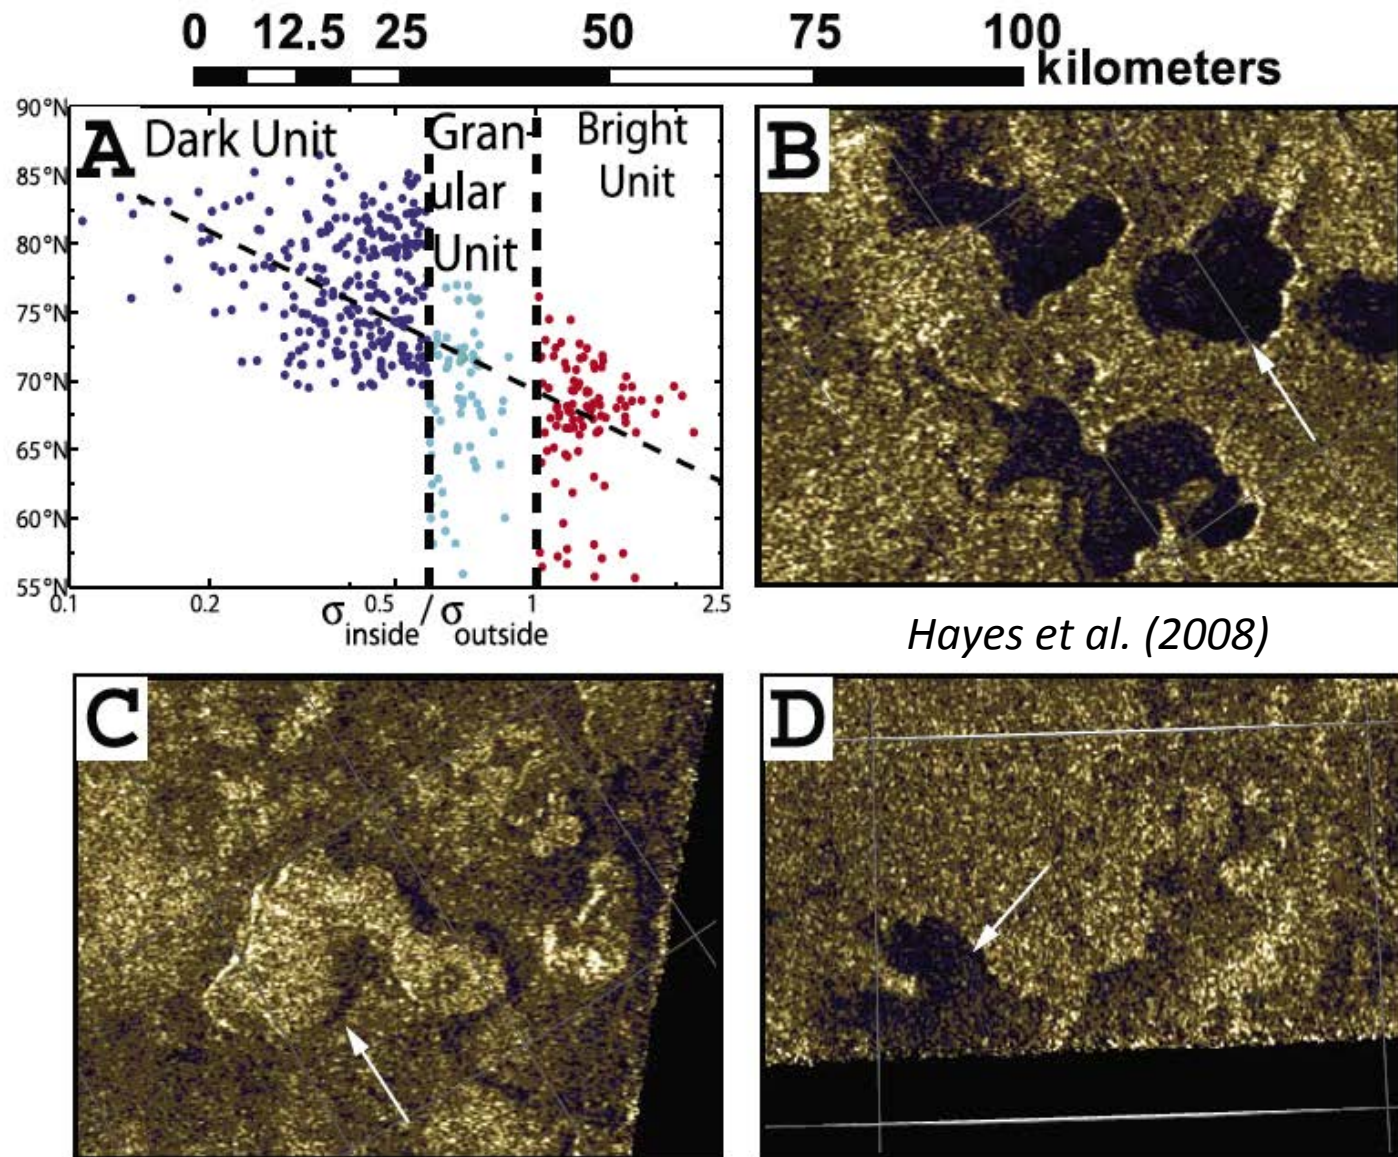 0 12.5 25 50 75 100
kilometers
90°N
A
Dark Unit
Gran-
ular
Unit
Bright
Unit
85°N
80°N
75°N
70°N
65°N
60°N
55°N
0.1 0.2 0.5 1 2.5
σinside/σoutside
B
Hayes et al. (2008)
C
D